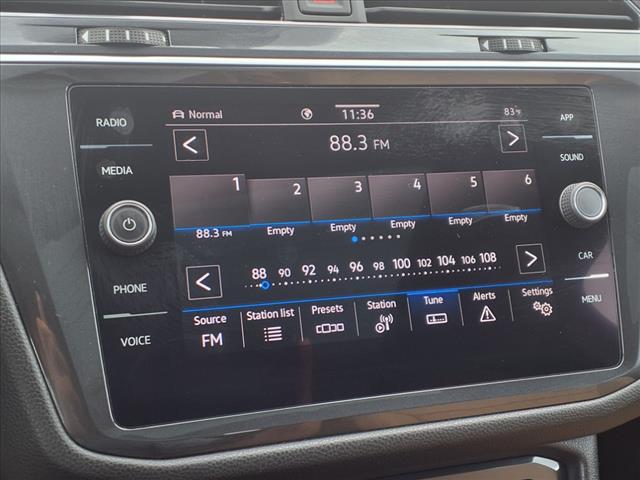 Normal 11:36 83°F
RADIO
MEDIA
PHONE
VOICE
< 88.3 FM >
1 2 3 4 5 6
88.3 FM Empty Empty Empty Empty Empty
< 88 90 92 94 96 98 100 102 104 106 108 >
Source Station list Presets Station Tune Alerts Settings
FM
APP
SOUND
CAR
MENU